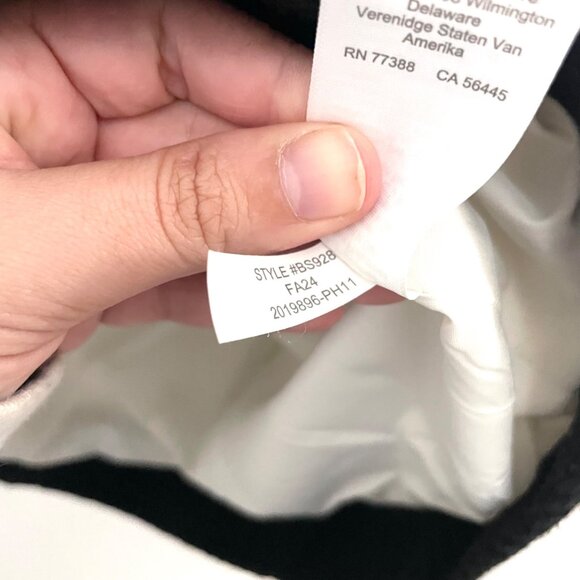 Wilmington
Delaware
Verenidge Staten Van
Amerika
RN 77388 CA 56445
STYLE #BS928
FA24
2019896-PH11